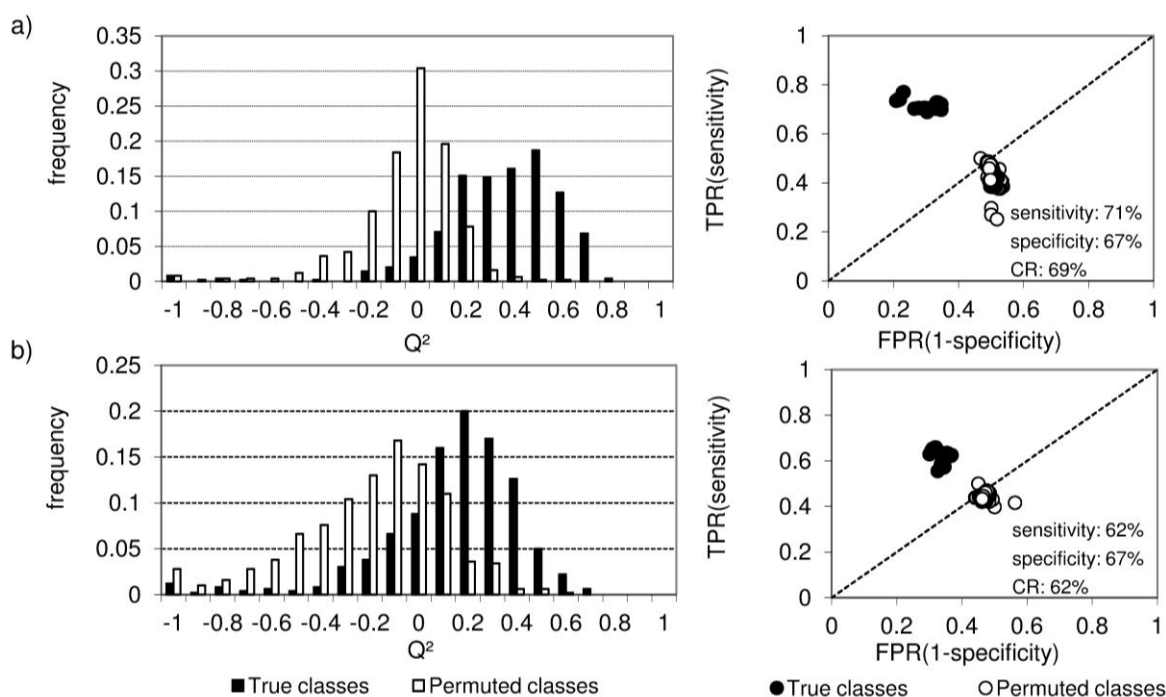 a)
0.35
0.3
0.25
0.2
0.15
0.1
0.05
0
frequency
-1 -0.8 -0.6 -0.4 -0.2 0 0.2 0.4 0.6 0.8 1
Q²
1
0.8
0.6
0.4
0.2
0
TPR(sensitivity)
sensitivity: 71%
specificity: 67%
CR: 69%
0 0.2 0.4 0.6 0.8 1
FPR(1-specificity)
b)
0.25
0.2
0.15
0.1
0.05
0
frequency
-1 -0.8 -0.6 -0.4 -0.2 0 0.2 0.4 0.6 0.8 1
Q²
True classes Permuted classes
1
0.8
0.6
0.4
0.2
0
TPR(sensitivity)
sensitivity: 62%
specificity: 67%
CR: 62%
0 0.2 0.4 0.6 0.8 1
FPR(1-specificity)
True classes Permuted classes